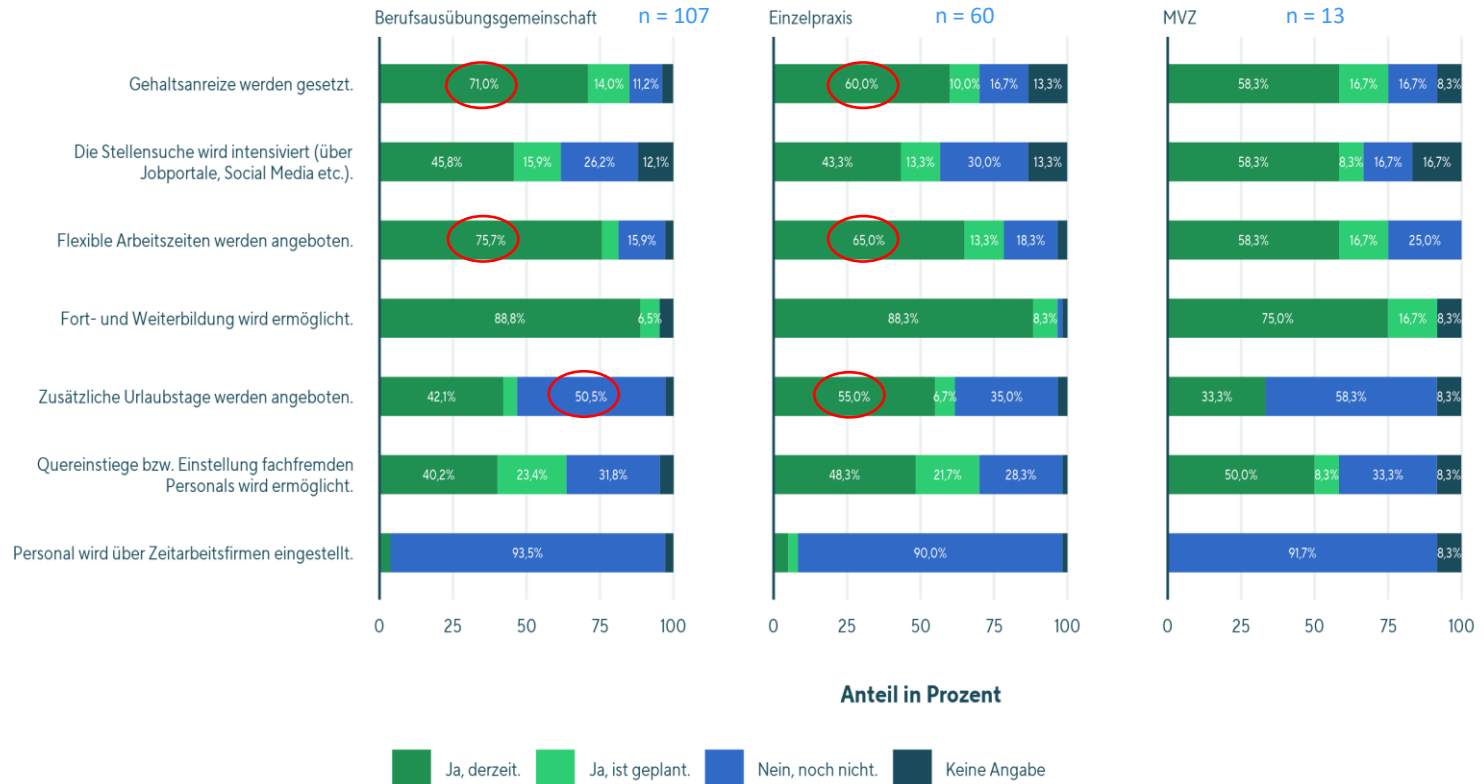 Berufsausübungsgemeinschaft n = 107 Einzelpraxis n = 60 MVZ n = 13
Gehaltsanreize werden gesetzt. 71,0% 14,0% 11,2% 60,0% 10,0% 16,7% 13,3% 58,3% 16,7% 16,7% 8,3%
Die Stellensuche wird intensiviert (über
Jobportale, Social Media etc.). 45,8% 15,9% 26,2% 12,1% 43,3% 13,3% 30,0% 13,3% 58,3% 8,3% 16,7% 16,7%
Flexible Arbeitszeiten werden angeboten. 75,7% 15,9% 65,0% 13,3% 18,3% 58,3% 16,7% 25,0%
Fort- und Weiterbildung wird ermöglicht. 88,8% 6,5% 88,3% 8,3% 75,0% 16,7% 8,3%
Zusätzliche Urlaubstage werden angeboten. 42,1% 50,5% 55,0% 6,7% 35,0% 33,3% 58,3% 8,3%
Quereinstiege bzw. Einstellung fachfremden
Personals wird ermöglicht. 40,2% 23,4% 31,8% 48,3% 21,7% 28,3% 50,0% 8,3% 33,3% 8,3%
Personal wird über Zeitarbeitsfirmen eingestellt. 93,5% 90,0% 91,7% 8,3%
0 25 50 75 100 0 25 50 75 100 0 25 50 75 100
Anteil in Prozent
Ja, derzeit. Ja, ist geplant. Nein, noch nicht. Keine Angabe